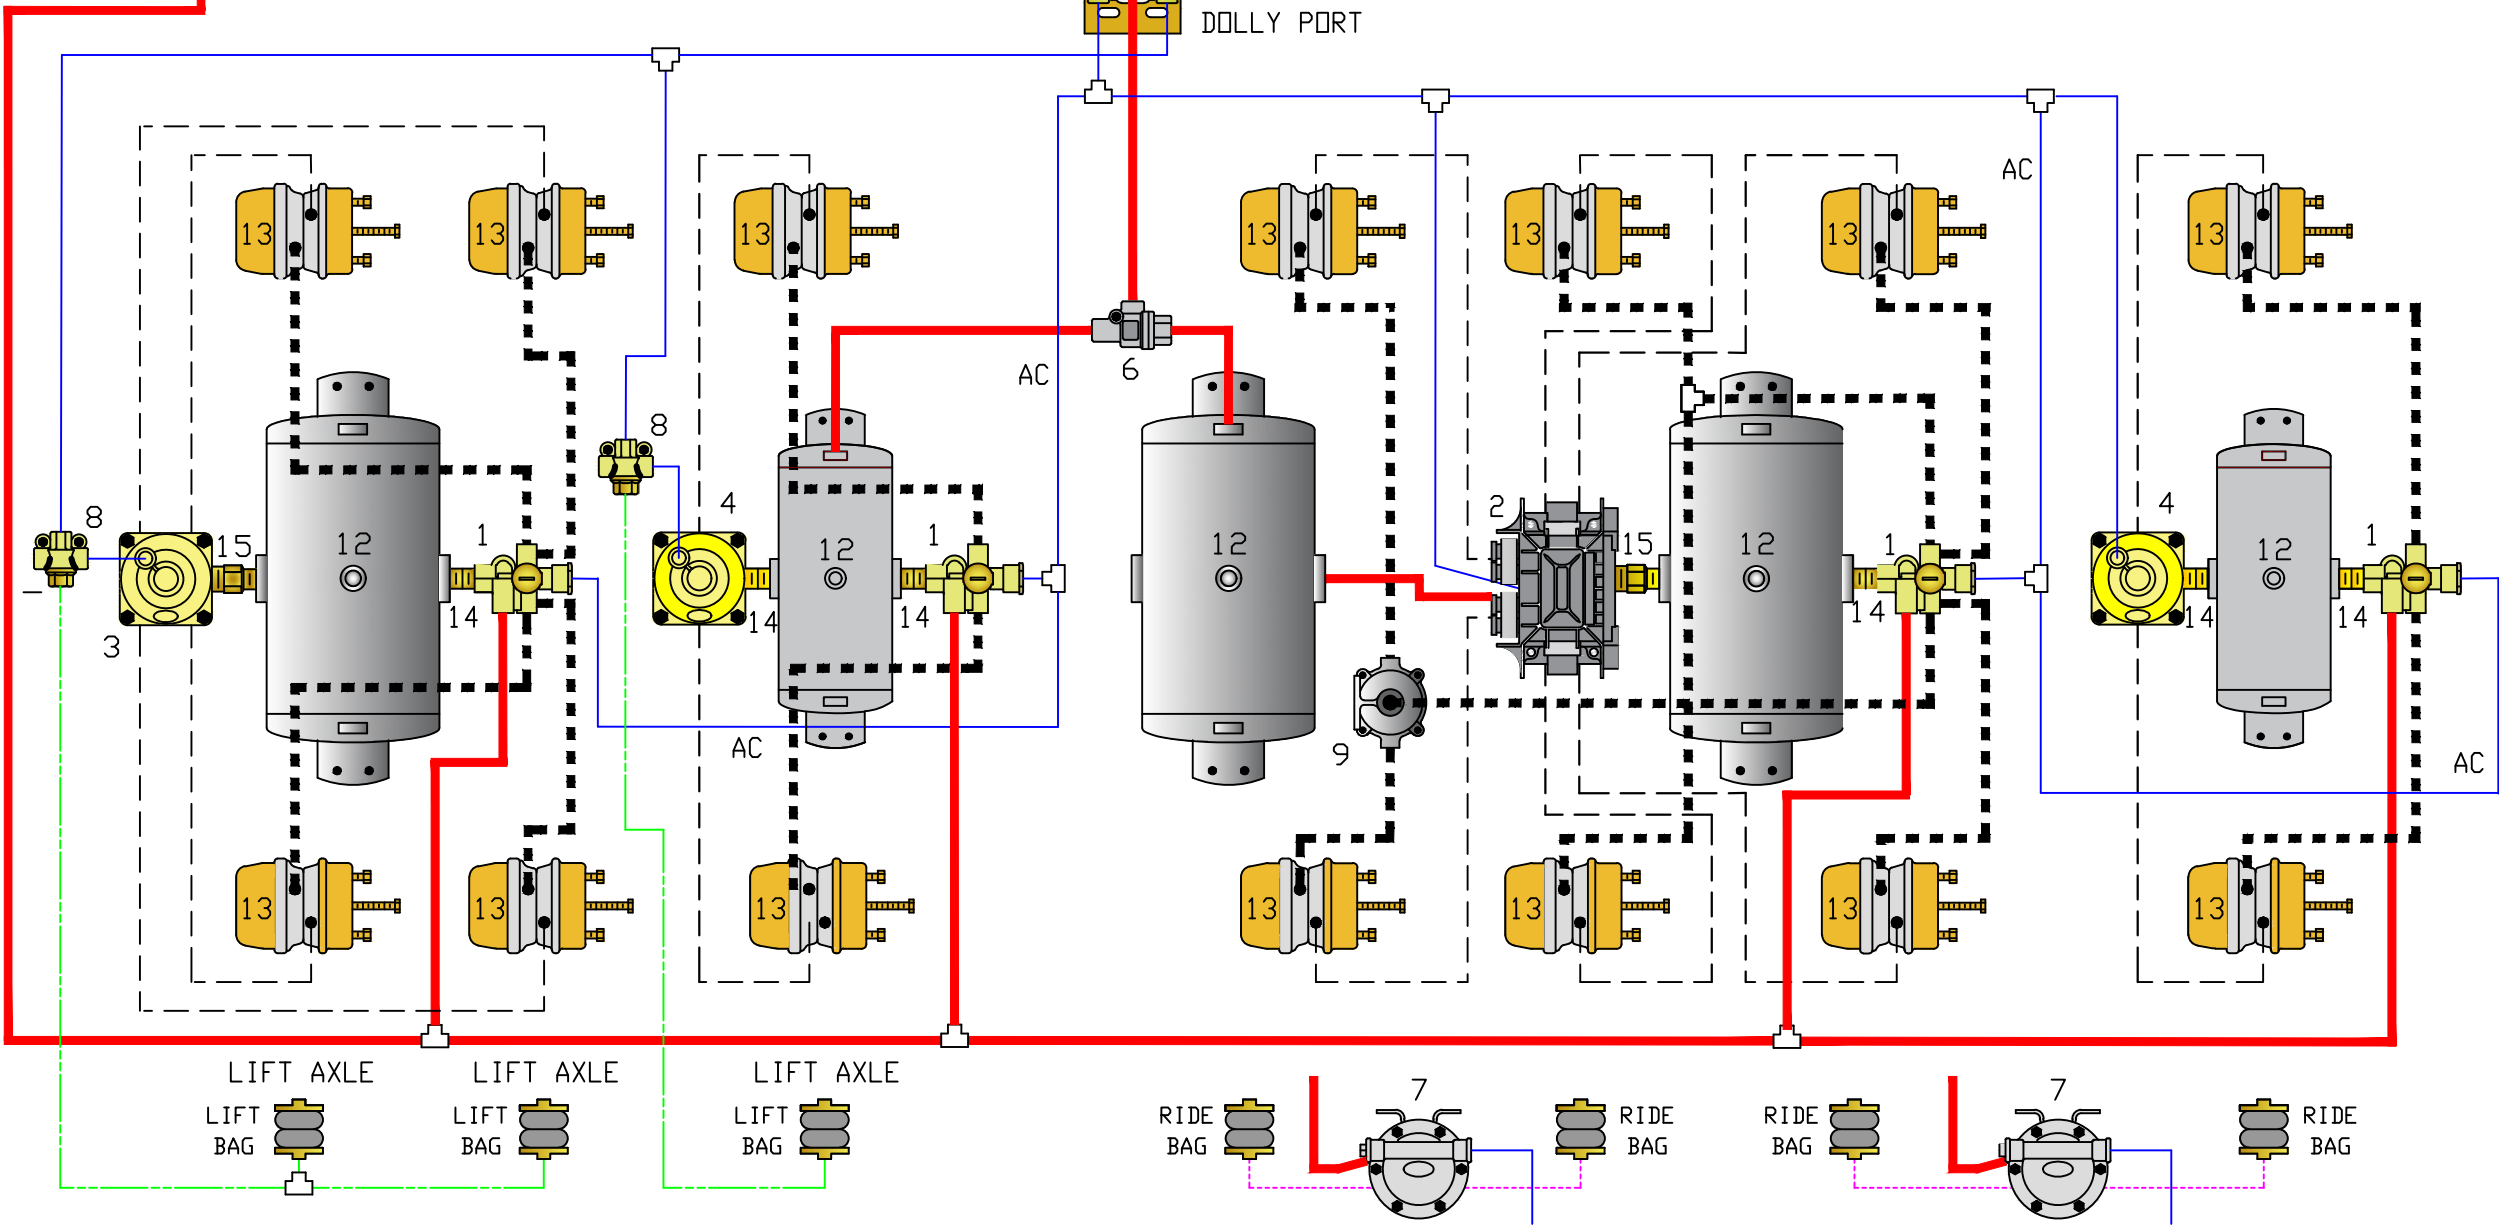 DOLLY PORT
AC
13 13 13 13 13 13 13
6
AC
8
8
4
2
4
15 12 1 12 1 12 15 12 1 12 1
3
14 14 14 14 14 14
9
AC
AC
13 13 13 13 13 13 13
LIFT AXLE LIFT AXLE LIFT AXLE
7 7
LIFT BAG
LIFT BAG
LIFT BAG
RIDE BAG
RIDE BAG
RIDE BAG
RIDE BAG